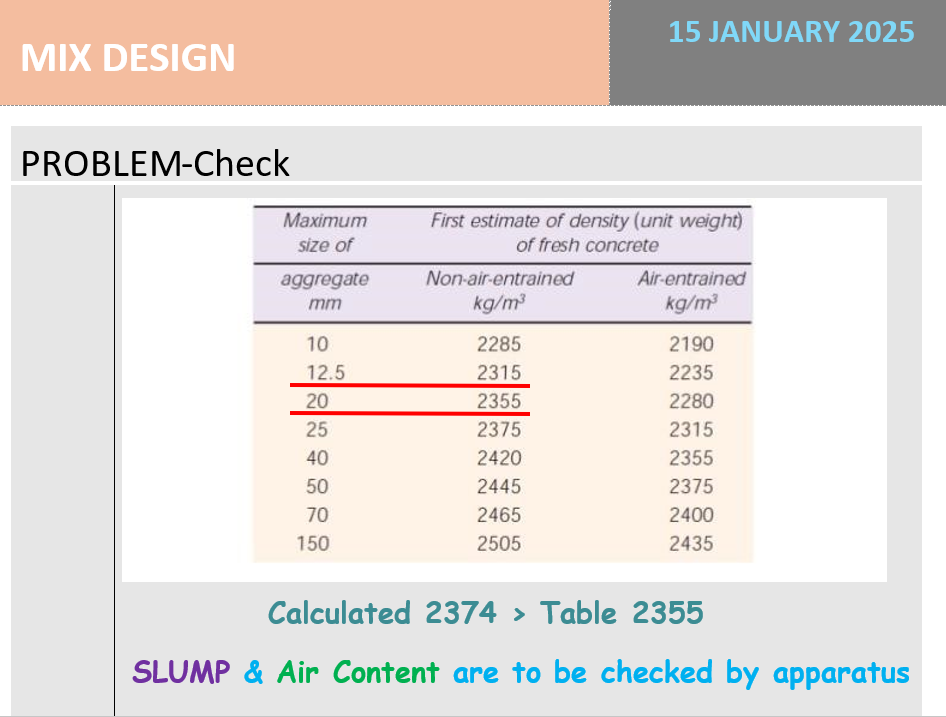 MIX DESIGN
15 JANUARY 2025
PROBLEM-Check
Maximum First estimate of density (unit weight)
size of of fresh concrete
aggregate Non-air-entrained Air-entrained
mm kg/m³ kg/m³
10 2285 2190
12.5 2315 2235
20 2355 2280
25 2375 2315
40 2420 2355
50 2445 2375
70 2465 2400
150 2505 2435
Calculated 2374 > Table 2355
SLUMP & Air Content are to be checked by apparatus